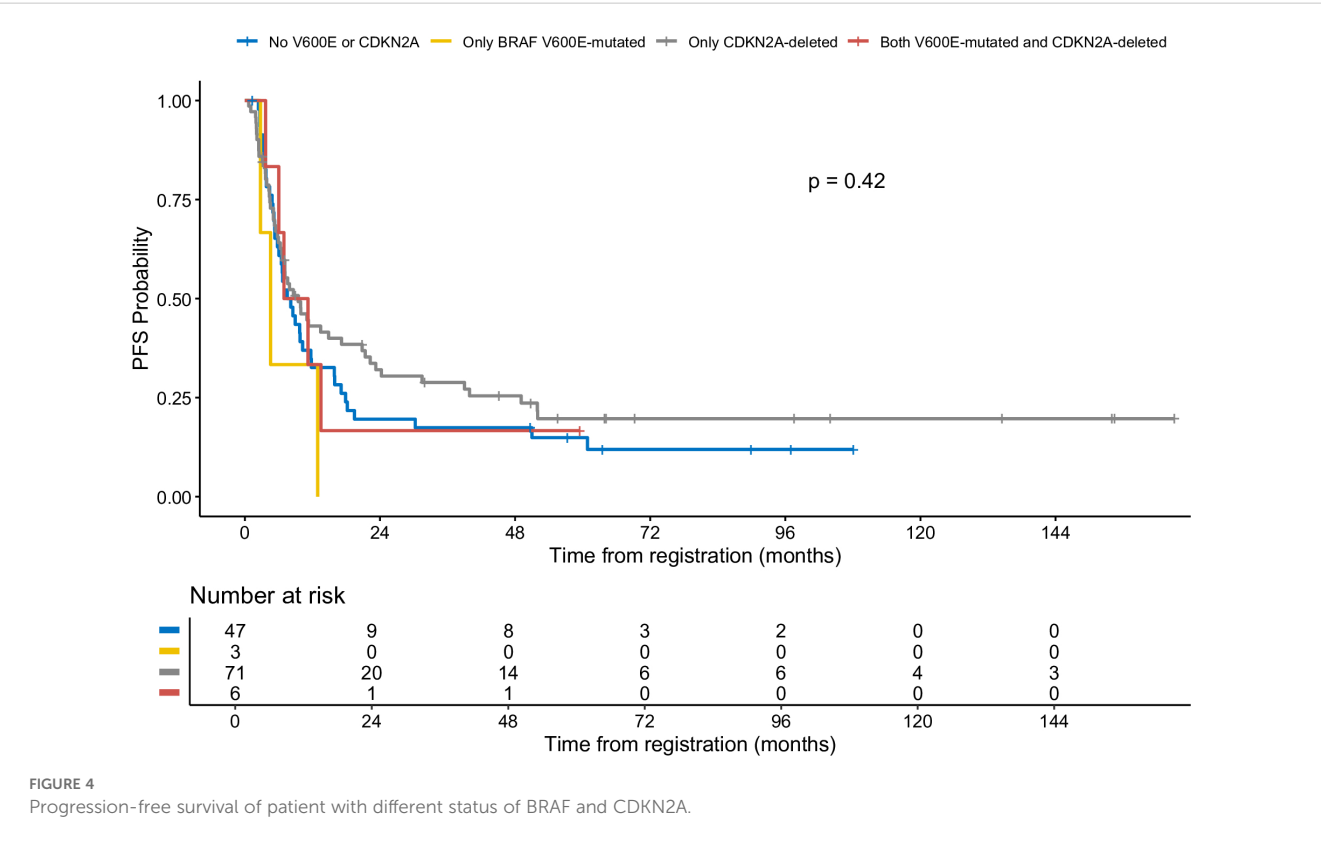 No V600E or CDKN2A Only BRAF V600E-mutated Only CDKN2A-deleted Both V600E-mutated and CDKN2A-deleted
1.00
0.75
0.50
0.25
0.00
PFS Probability
p = 0.42
0 24 48 72 96 120 144
Time from registration (months)
Number at risk
47 9 8 3 2 0 0
3 0 0 0 0 0 0
71 20 14 6 6 4 3
6 1 1 0 0 0 0
0 24 48 72 96 120 144
Time from registration (months)
FIGURE 4
Progression-free survival of patient with different status of BRAF and CDKN2A.